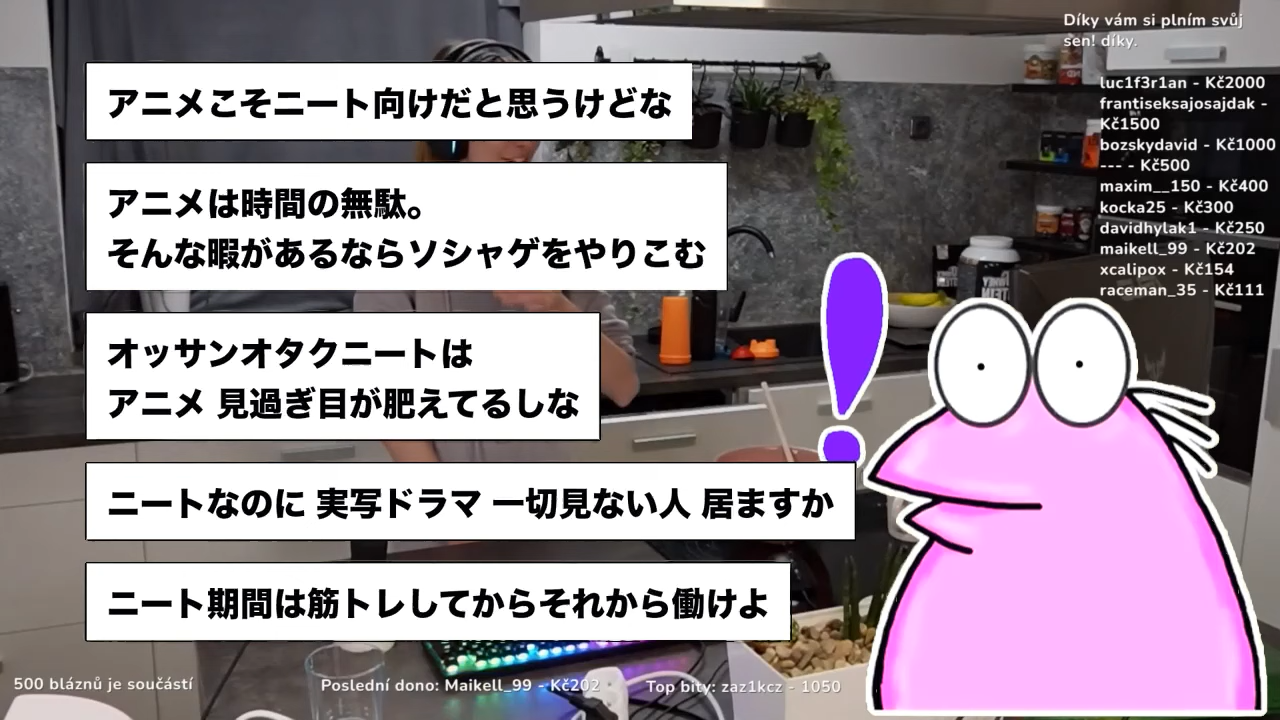 アニメこそニート向けだと思うけどな
アニメは時間の無駄。
そんな暇があるならソシャゲをやりこむ
オッサンオタクニートは
アニメ 見過ぎ目が肥えてるしな
ニートなのに 実写ドラマ 一切見ない人 居ますか
ニート期間は筋トレしてからそれから働けよ
Díky vám si plním svůj
sen! díky.
luc1f3r1an - Kč2000
frantiseksajosajdak -
Kč1500
bozskydavid - Kč1000
--- - Kč500
maxim__150 - Kč400
kocka25 - Kč300
davidhylak1 - Kč250
maikell_99 - Kč202
xcalipox - Kč154
raceman_35 - Kč111
500 bláznů je součástí
Poslední dono: Maikell_99 - Kč202
Top bity: zaz1kcz - 1050